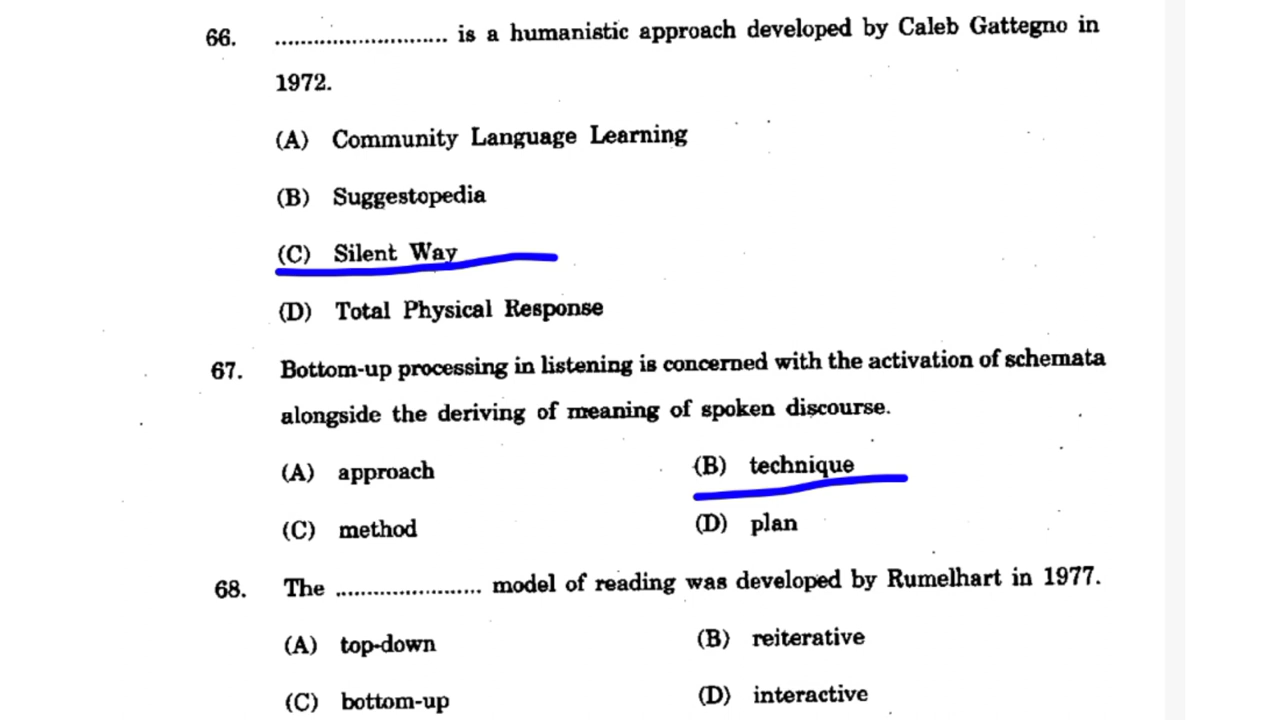 66. ........................... is a humanistic approach developed by Caleb Gattegno in
1972.
(A) Community Language Learning
(B) Suggestopedia
(C) Silent Way
(D) Total Physical Response
67. Bottom-up processing in listening is concerned with the activation of schemata
alongside the deriving of meaning of spoken discourse.
(A) approach (B) technique
(C) method (D) plan
68. The ....................... model of reading was developed by Rumelhart in 1977.
(A) top-down (B) reiterative
(C) bottom-up (D) interactive